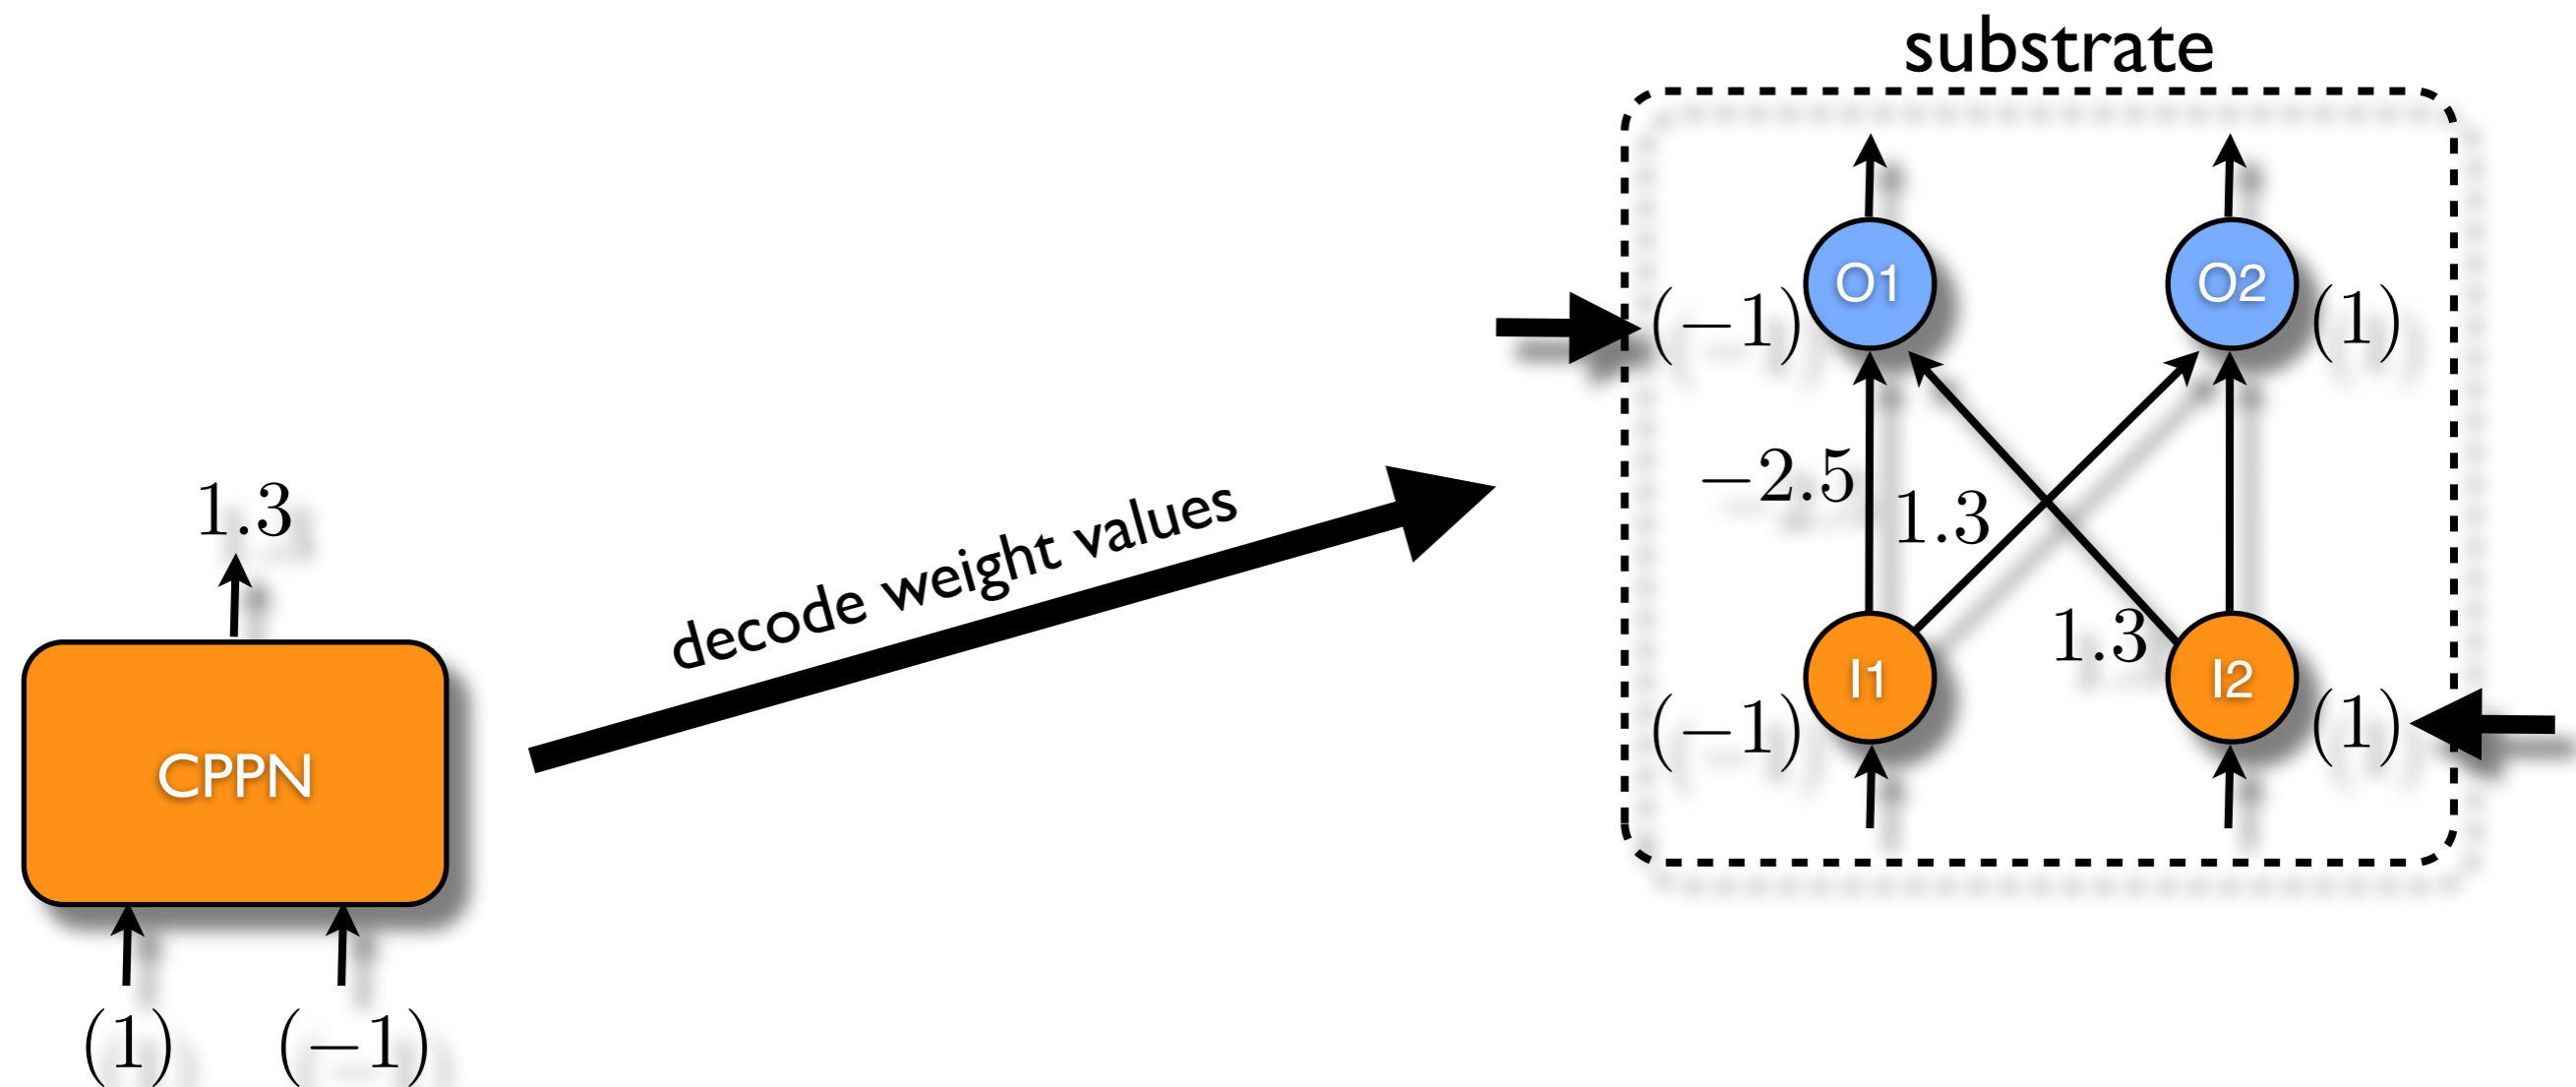 substrate
O1
O2
(−1)
(1)
−2.5
1.3
1.3
I1
I2
(−1)
(1)
decode weight values
1.3
CPPN
(1)
(−1)